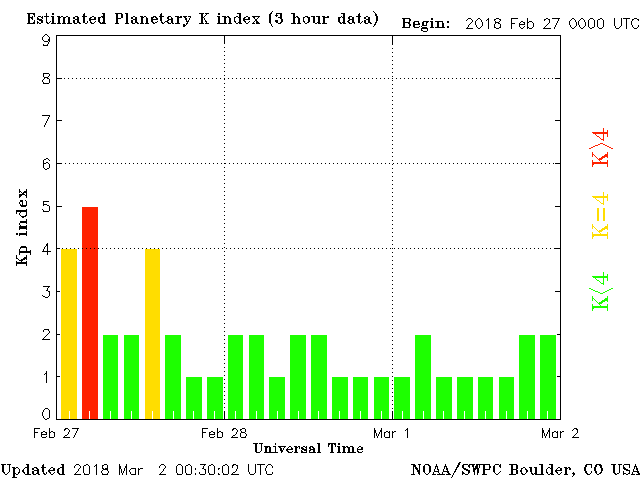 Estimated Planetary K index (3 hour data)
Begin: 2018 Feb 27 0000 UTC
9
8
7
6
5
4
3
2
1
0
Kp index
K>4
K=4
K<4
Feb 27
Feb 28
Mar 1
Mar 2
Universal Time
Updated 2018 Mar 2 00:30:02 UTC
NOAA/SWPC Boulder, CO USA